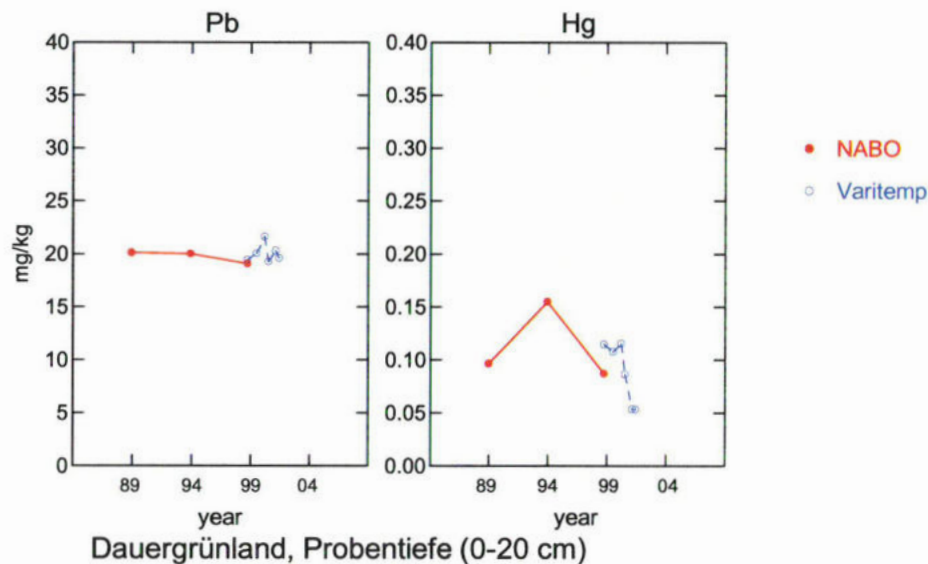 Pb
Hg
40
35
30
25
20
15
10
5
0
mg/kg
89 94 99 04
year
0.40
0.35
0.30
0.25
0.20
0.15
0.10
0.05
0.00
89 94 99 04
year
NABO
Varitemp
Dauergrünland, Probentiefe (0-20 cm)